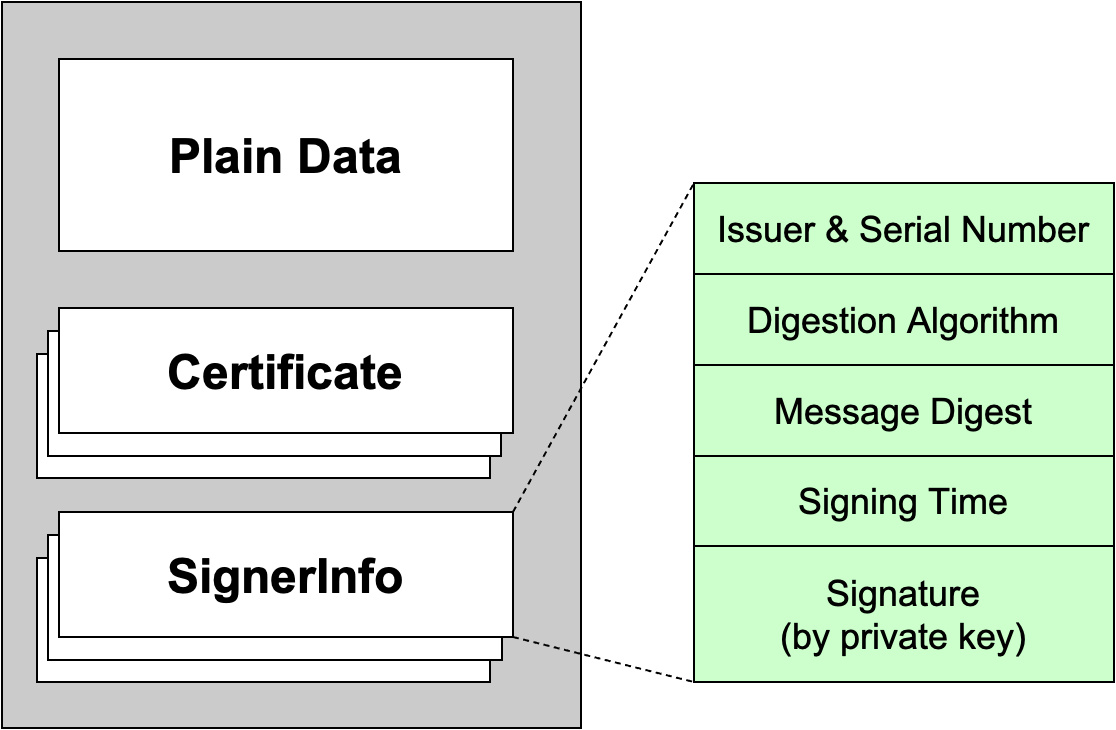 Plain Data
Certificate
SignerInfo
Issuer & Serial Number
Digestion Algorithm
Message Digest
Signing Time
Signature
(by private key)